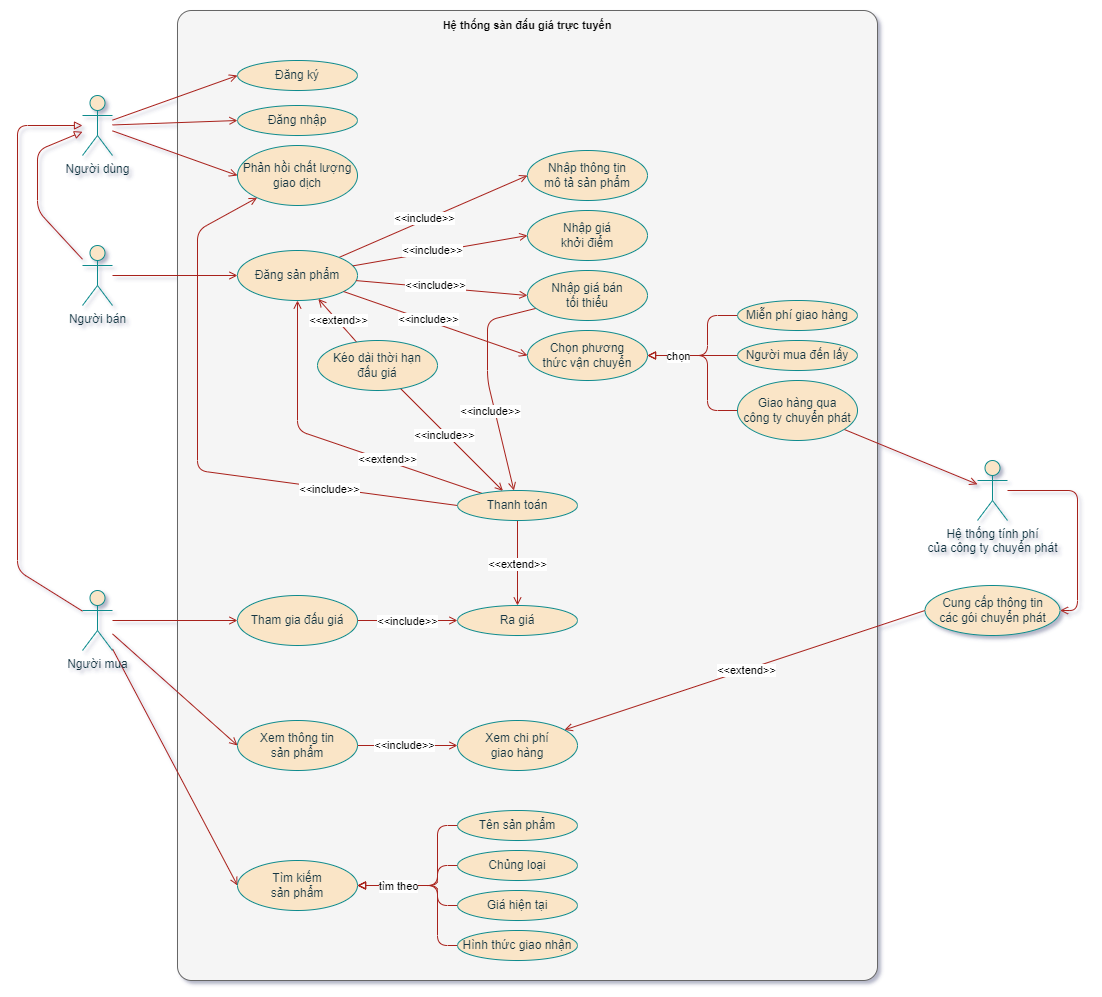 Hệ thống sàn đấu giá trực tuyến
Đăng ký
Đăng nhập
Người dùng
Phản hồi chất lượng
giao dịch
Nhập thông tin
mô tả sản phẩm
<<include>>
Nhập giá
khởi điểm
<<include>>
Người bán
Đăng sản phẩm
<<include>>
Nhập giá bán
tối thiểu
<<extend>>
<<include>>
Miễn phí giao hàng
Kéo dài thời hạn
đấu giá
Chọn phương
thức vận chuyển
chọn
Người mua đến lấy
Giao hàng qua
công ty chuyển phát
<<include>>
<<include>>
<<extend>>
<<include>>
Thanh toán
Hệ thống tính phí
của công ty chuyển phát
<<extend>>
Cung cấp thông tin
các gói chuyển phát
Người mua
Tham gia đấu giá
<<include>>
Ra giá
<<extend>>
Xem thông tin
sản phẩm
<<include>>
Xem chi phí
giao hàng
Tên sản phẩm
Chủng loại
Tìm kiếm
sản phẩm
tìm theo
Giá hiện tại
Hình thức giao nhận